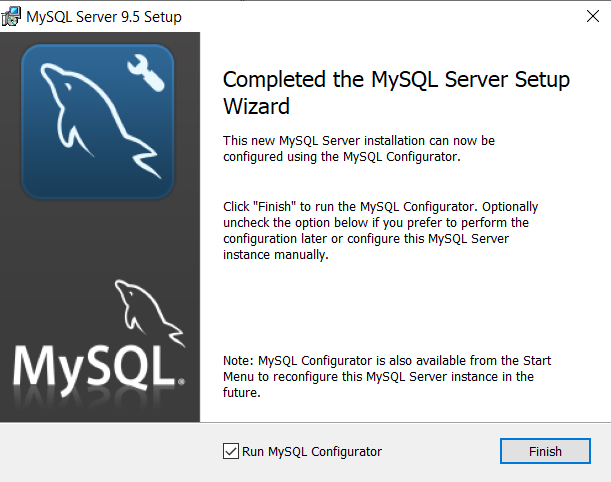 MySQL Server 9.5 Setup
Completed the MySQL Server Setup
Wizard
This new MySQL Server installation can now be
configured using the MySQL Configurator.
Click "Finish" to run the MySQL Configurator. Optionally
uncheck the option below if you prefer to perform the
configuration later or configure this MySQL Server
instance manually.
MySQL®
Note: MySQL Configurator is also available from the Start
Menu to reconfigure this MySQL Server instance in the
future.
Run MySQL Configurator
Finish